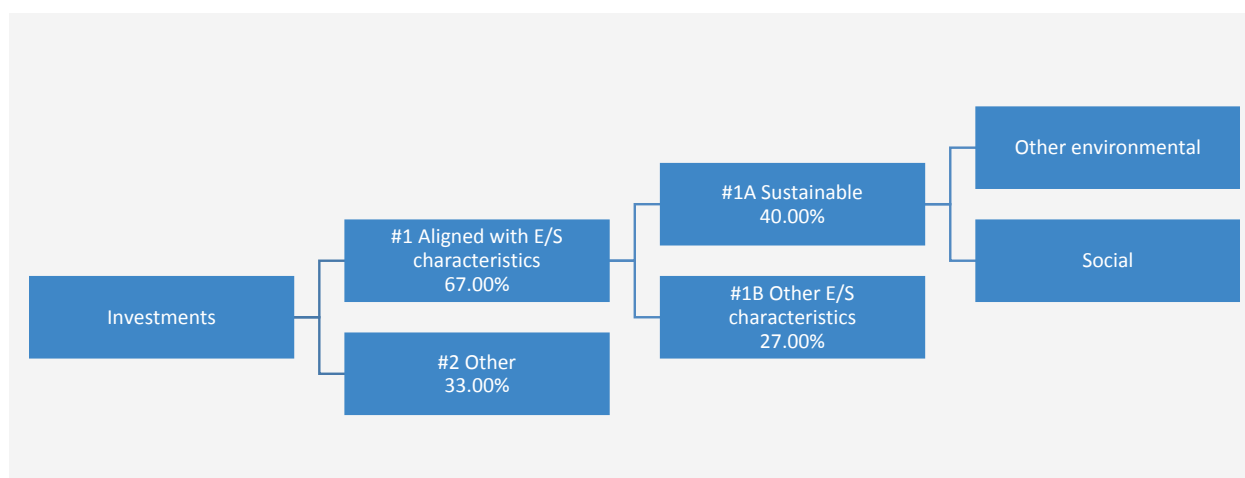 Investments
#1 Aligned with E/S
characteristics
67.00%
#2 Other
33.00%
#1A Sustainable
40.00%
#1B Other E/S
characteristics
27.00%
Other environmental
Social